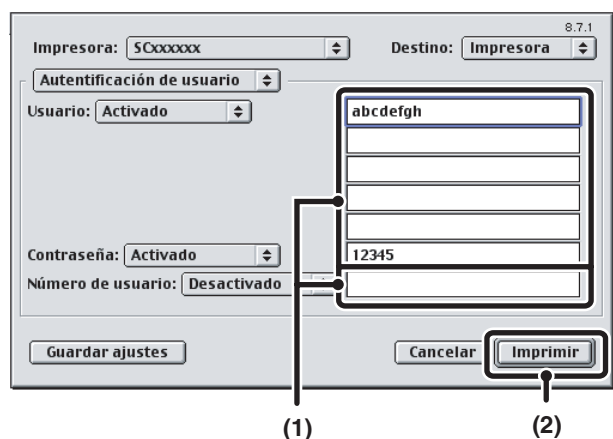 8.7.1
Impresora: SCxxxxxx Destino: Impresora
Autentificación de usuario
Usuario: Activado abcdefgh
Contraseña: Activado 12345
Número de usuario: Desactivado
Guardar ajustes Cancelar Imprimir
(1) (2)